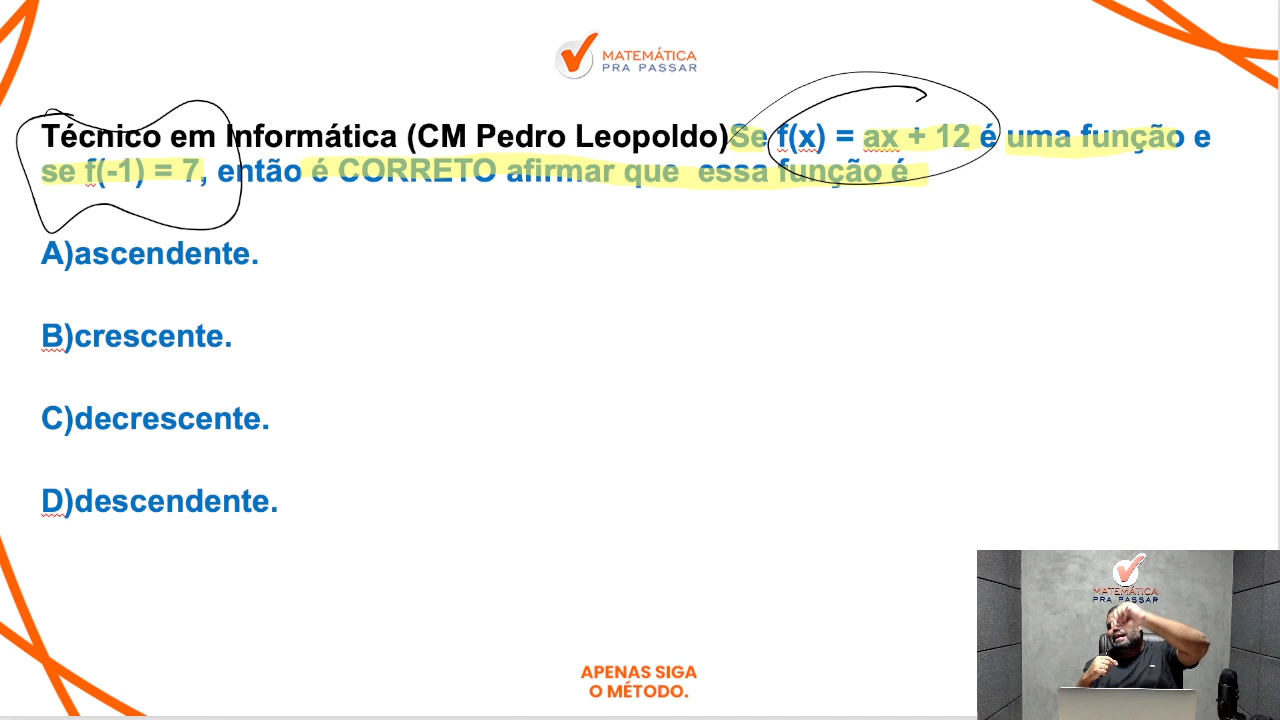 MATEMÁTICA
PRA PASSAR
Técnico em Informática (CM Pedro Leopoldo)Se f(x) = ax + 12 é uma função e
se f(-1) = 7, então é CORRETO afirmar que essa função é
A)ascendente.
B)crescente.
C)decrescente.
D)descendente.
MATEMÁTICA
PRA PASSAR
APENAS SIGA
O MÉTODO.